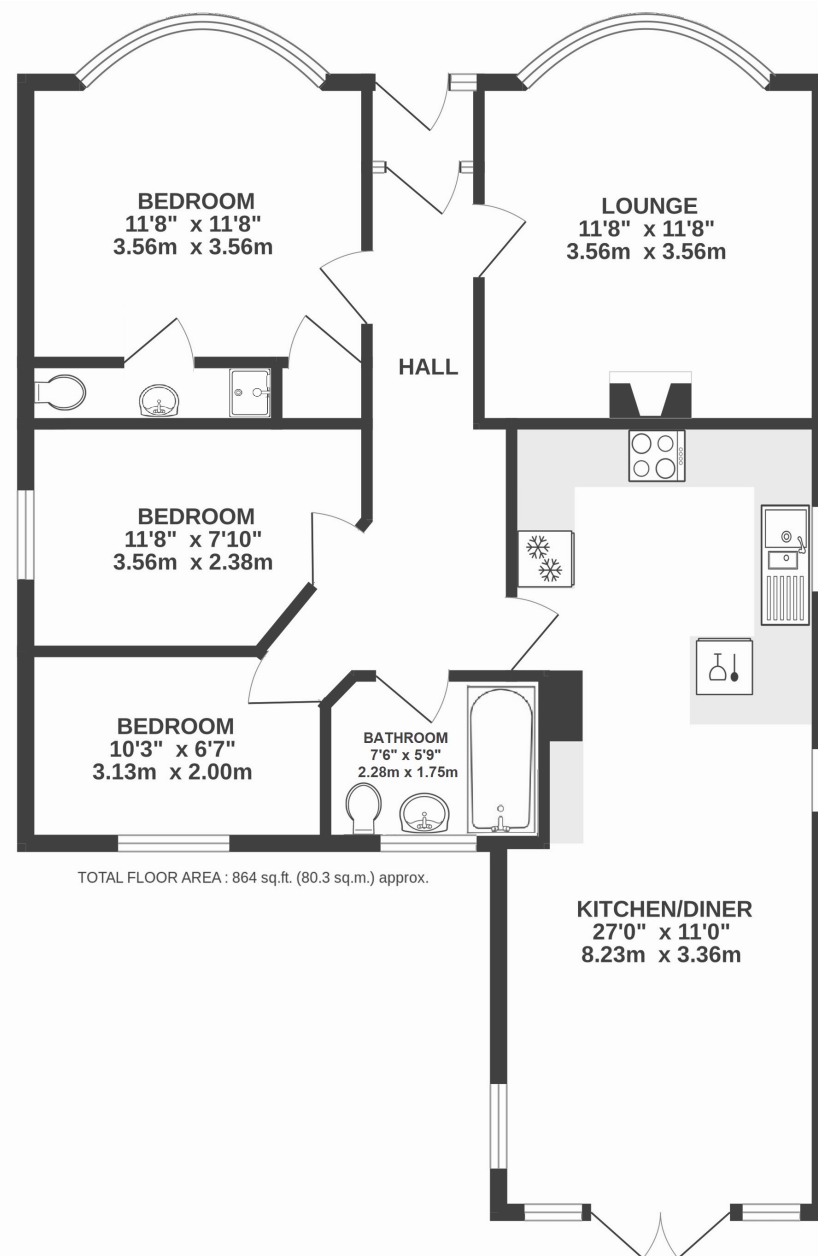 BEDROOM
11'8" x 11'8"
3.56m x 3.56m
LOUNGE
11'8" x 11'8"
3.56m x 3.56m
HALL
BEDROOM
11'8" x 7'10"
3.56m x 2.38m
BEDROOM
10'3" x 6'7"
3.13m x 2.00m
BATHROOM
7'6" x 5'9"
2.28m x 1.75m
TOTAL FLOOR AREA : 864 sq.ft. (80.3 sq.m.) approx.
KITCHEN/DINER
27'0" x 11'0"
8.23m x 3.36m